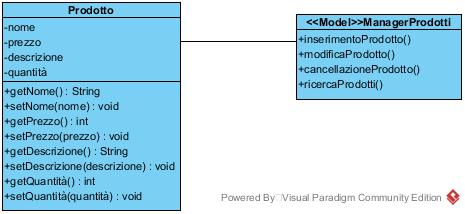 Prodotto
-nome
-prezzo
-descrizione
-quantità
+getNome() : String
+setNome(nome) : void
+getPrezzo() : int
+setPrezzo(prezzo) : void
+getDescrizione() : String
+setDescrizione(descrizione) : void
+getQuantità() : int
+setQuantità(quantità) : void
<<Model>>ManagerProdotti
+inserimentoProdotto()
+modificaProdotto()
+cancellazioneProdotto()
+ricercaProdotti()
Powered By Visual Paradigm Community Edition